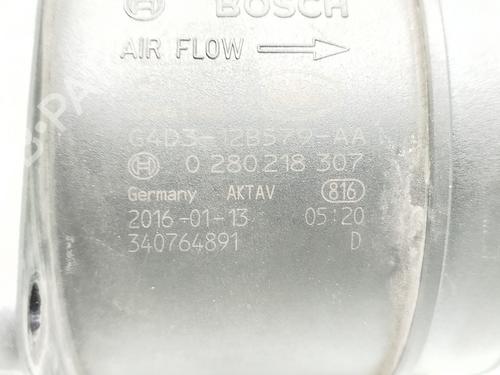 BOSCH
AIR FLOW
G4D3-12B579-AA
0 280 218 307
Germany AKTAV 816
2016-01-13 05:20
340764891 D